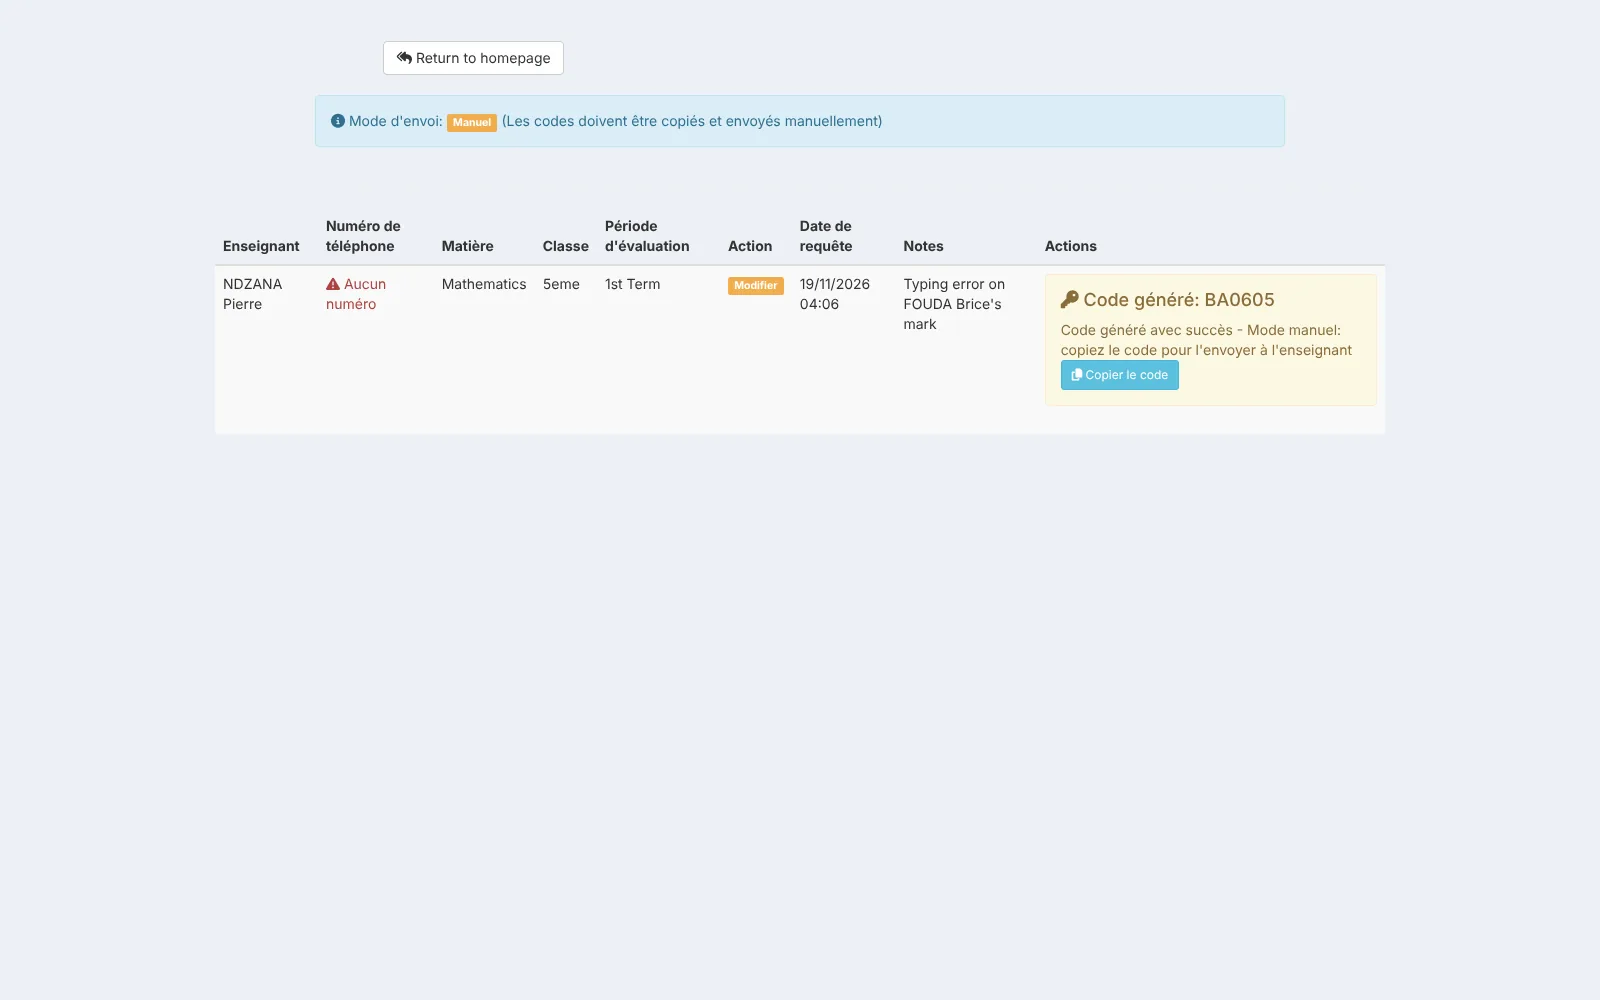 Return to homepage
Mode d'envoi: Manuel (Les codes doivent être copiés et envoyés manuellement)
Enseignant
Numéro de
téléphone
Matière
Classe
Période
d'évaluation
Action
Date de
requête
Notes
Actions
NDZANA
Pierre
Aucun
numéro
Mathematics
5eme
1st Term
Modifier
19/11/2026
04:06
Typing error on
FOUDA Brice's
mark
Code généré: BA0605
Code généré avec succès - Mode manuel:
copiez le code pour l'envoyer à l'enseignant
Copier le code